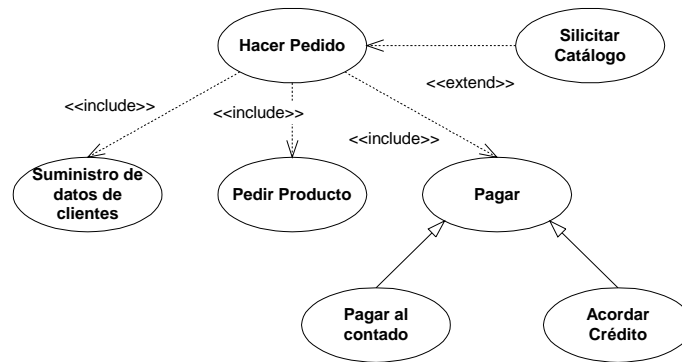 Hacer Pedido
Silicitar
Catálogo
<<extend>>
<<include>>
<<include>>
<<include>>
Suministro de
datos de
clientes
Pedir Producto
Pagar
Pagar al
contado
Acordar
Crédito